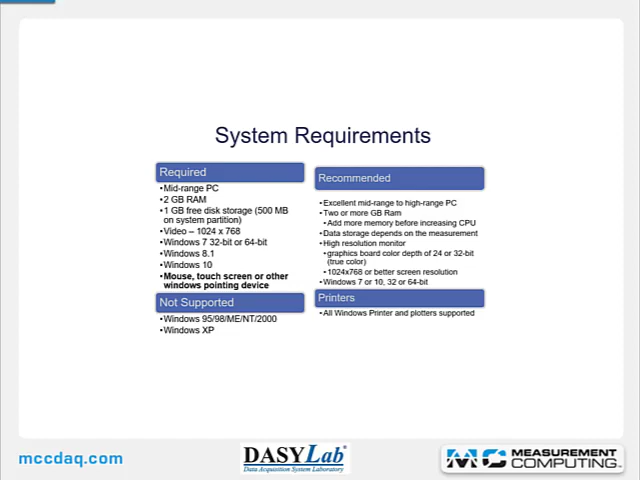 System Requirements
Required
•Mid-range PC
•2 GB RAM
•1 GB free disk storage (500 MB
on system partition)
•Video – 1024 x 768
•Windows 7 32-bit or 64-bit
•Windows 8.1
•Windows 10
•Mouse, touch screen or other
windows pointing device
Not Supported
•Windows 95/98/ME/NT/2000
•Windows XP
Recommended
•Excellent mid-range to high-range PC
•Two or more GB Ram
•Add more memory before increasing CPU
•Data storage depends on the measurement
•High resolution monitor
•graphics board color depth of 24 or 32-bit
(true color)
•1024x768 or better screen resolution
•Windows 7 or 10, 32 or 64-bit
Printers
•All Windows Printer and plotters supported
mccdaq.com
DASYLab®
Data Acquisition System Laboratory
MC MEASUREMENT
COMPUTING™